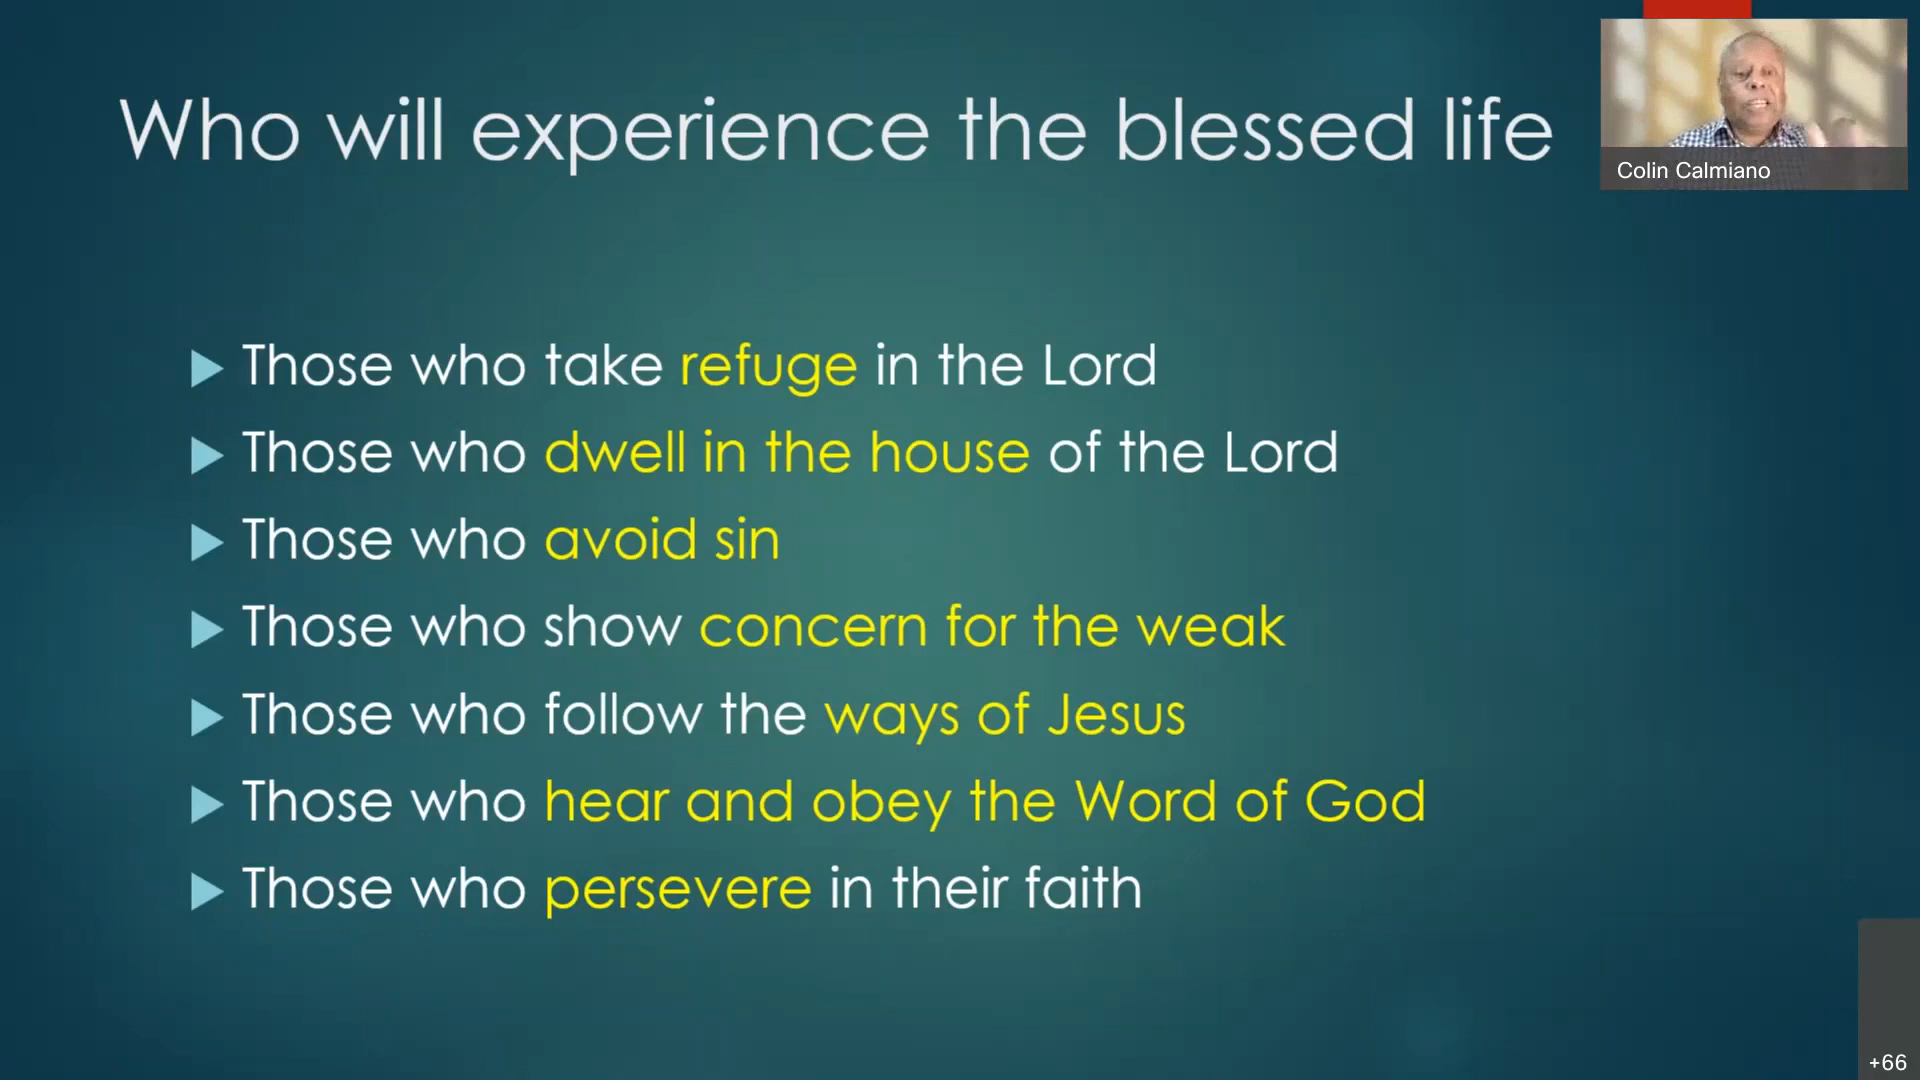 Who will experience the blessed life
Colin Calmiano
Those who take refuge in the Lord
Those who dwell in the house of the Lord
Those who avoid sin
Those who show concern for the weak
Those who follow the ways of Jesus
Those who hear and obey the Word of God
Those who persevere in their faith
+66